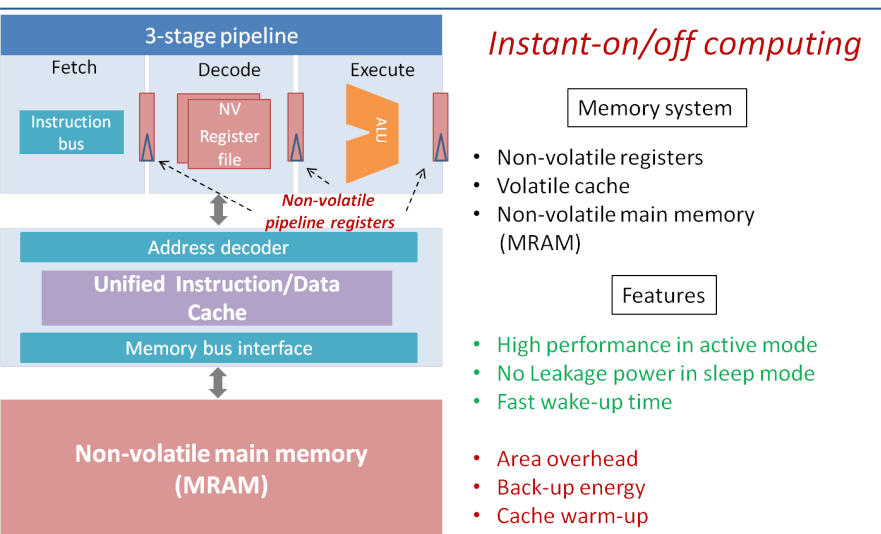 3-stage pipeline
Fetch
Decode
Execute
Instruction
bus
NV
Register
file
ALU
Non-volatile
pipeline registers
Address decoder
Unified Instruction/Data
Cache
Memory bus interface
Non-volatile main memory
(MRAM)
Instant-on/off computing
Memory system
• Non-volatile registers
• Volatile cache
• Non-volatile main memory
(MRAM)
Features
• High performance in active mode
• No Leakage power in sleep mode
• Fast wake-up time
• Area overhead
• Back-up energy
• Cache warm-up